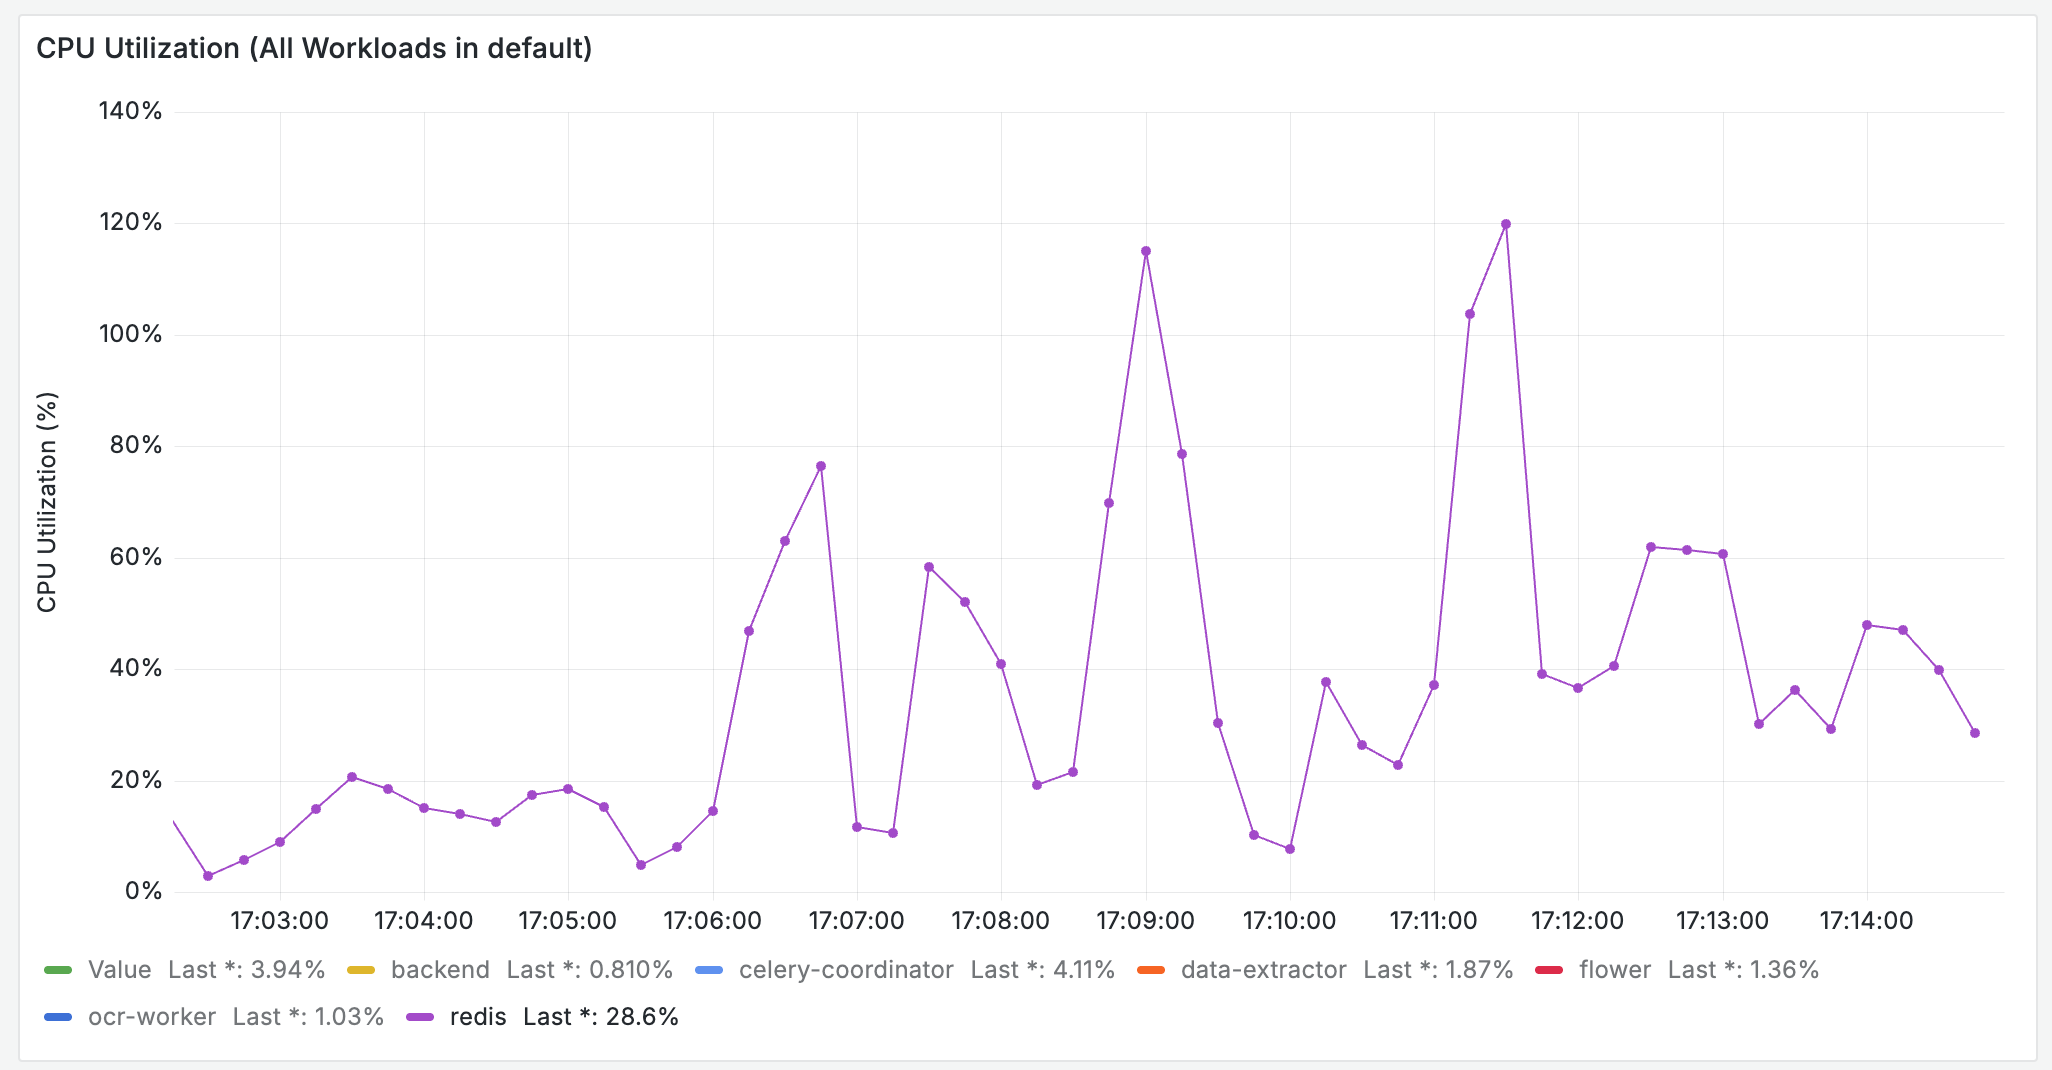 CPU Utilization (All Workloads in default)
140%
120%
100%
80%
60%
40%
20%
0%
CPU Utilization (%)
17:03:00 17:04:00 17:05:00 17:06:00 17:07:00 17:08:00 17:09:00 17:10:00 17:11:00 17:12:00 17:13:00 17:14:00
Value Last *: 3.94% backend Last *: 0.810% celery-coordinator Last *: 4.11% data-extractor Last *: 1.87% flower Last *: 1.36%
ocr-worker Last *: 1.03% redis Last *: 28.6%